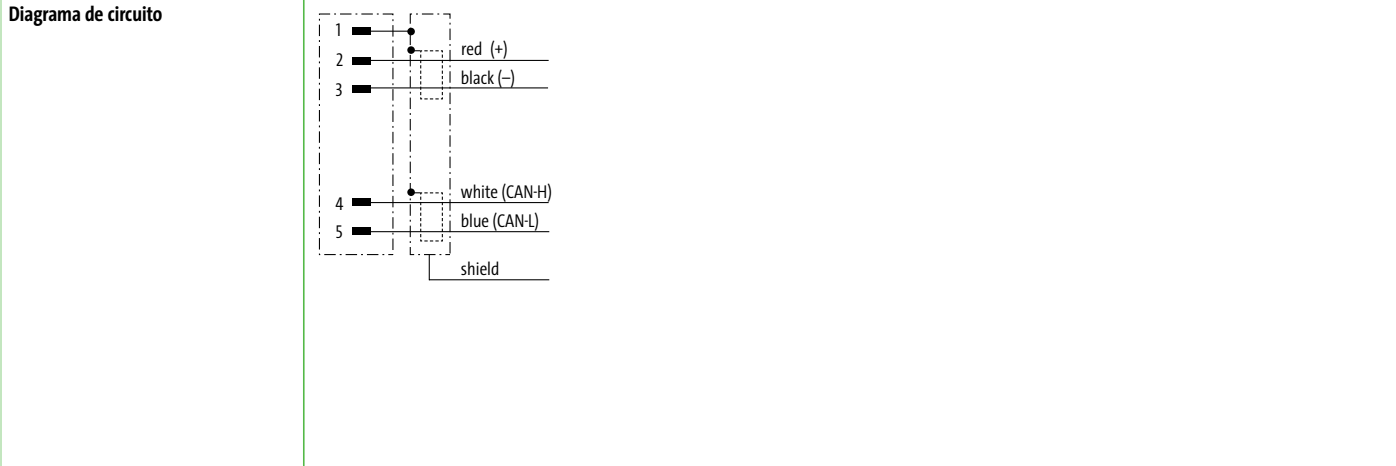 Diagrama de circuito
1
2 red (+)
3 black (–)
4 white (CAN-H)
5 blue (CAN-L)
shield